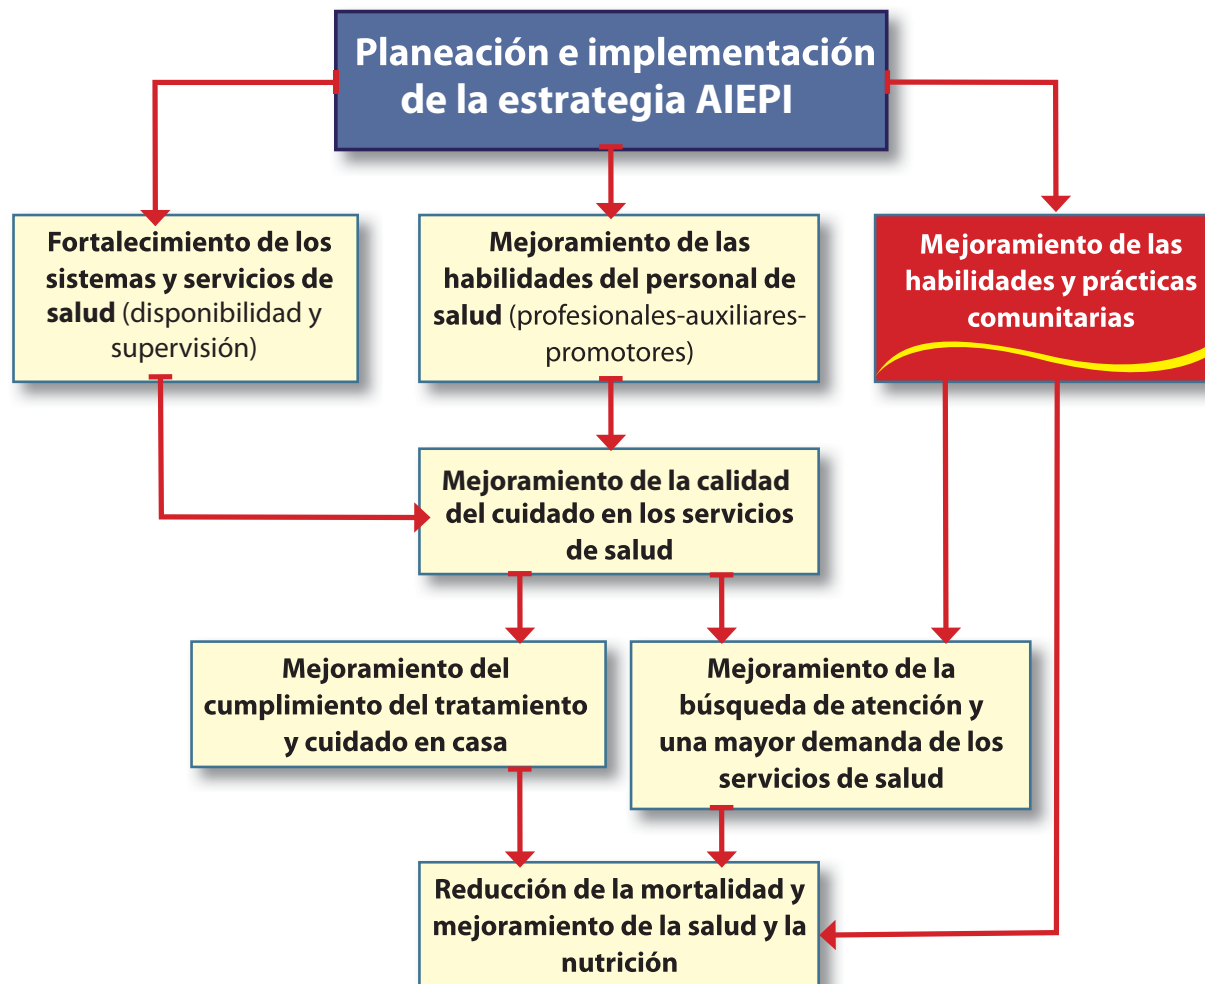 Planeación e implementación
de la estrategia AIEPI
Fortalecimiento de los
sistemas y servicios de
salud (disponibilidad y
supervisión)
Mejoramiento de las
habilidades del personal de
salud (profesionales-auxiliares-
promotores)
Mejoramiento de las
habilidades y prácticas
comunitarias
Mejoramiento de la calidad
del cuidado en los servicios
de salud
Mejoramiento del
cumplimiento del tratamiento
y cuidado en casa
Mejoramiento de la
búsqueda de atención y
una mayor demanda de los
servicios de salud
Reducción de la mortalidad y
mejoramiento de la salud y la
nutrición